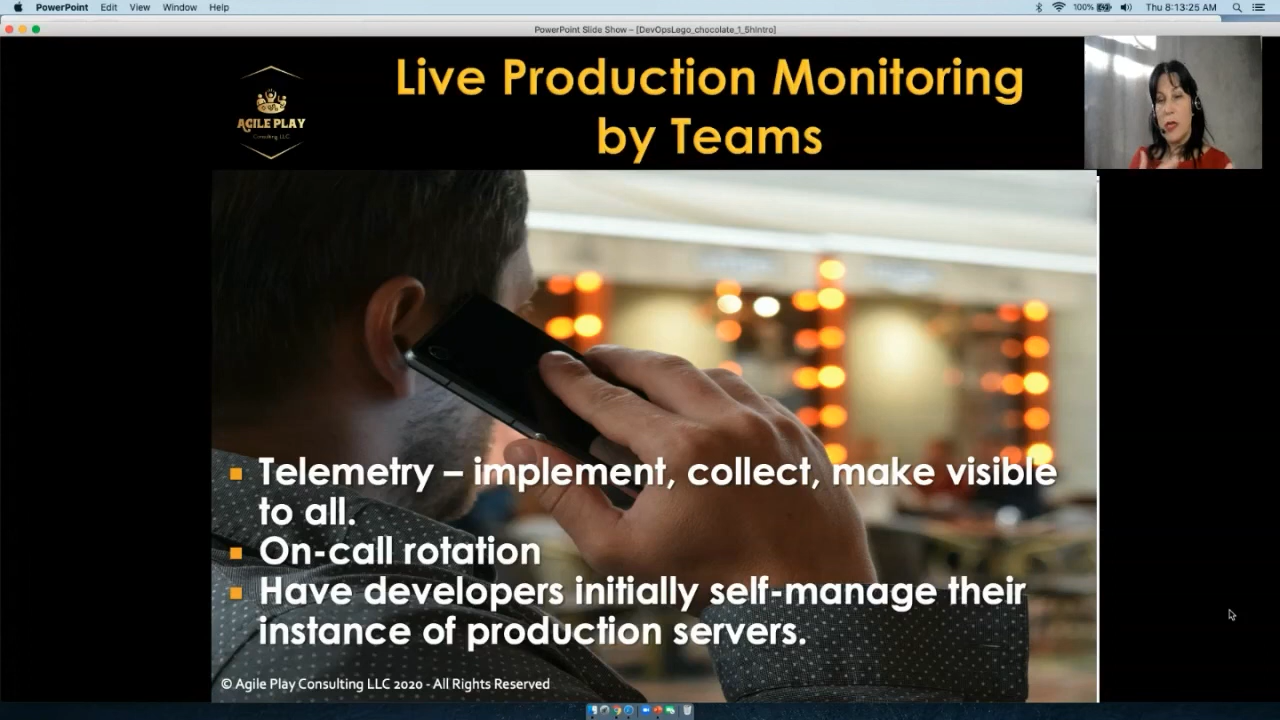 PowerPoint Edit View Window Help 100% Thu 8:13:25 AM
PowerPoint Slide Show – [DevOpsLago_chocolate_1_5hIntro]
Live Production Monitoring
by Teams
AGILE PLAY
Consulting LLC
■ Telemetry – implement, collect, make visible
to all.
■ On-call rotation
■ Have developers initially self-manage their
instance of production servers.
© Agile Play Consulting LLC 2020 - All Rights Reserved